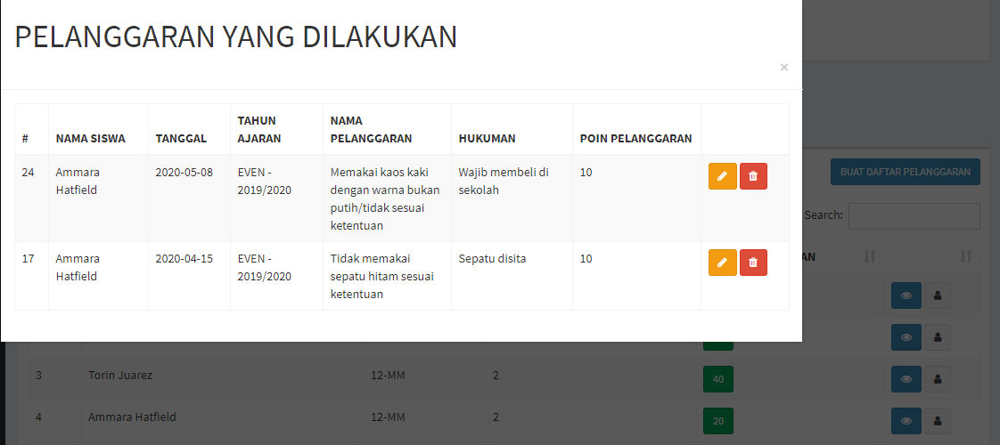 PELANGGARAN YANG DILAKUKAN
×
# NAMA SISWA TANGGAL TAHUN AJARAN NAMA PELANGGARAN HUKUMAN POIN PELANGGARAN
24 Ammara Hatfield 2020-05-08 EVEN - 2019/2020 Memakai kaos kaki dengan warna bukan putih/tidak sesuai ketentuan Wajib membeli di sekolah 10
17 Ammara Hatfield 2020-04-15 EVEN - 2019/2020 Tidak memakai sepatu hitam sesuai ketentuan Sepatu disita 10
BUAT DAFTAR PELANGGARAN
Search:
AN
3 Torin Juarez 12-MM 2 40
4 Ammara Hatfield 12-MM 2 20